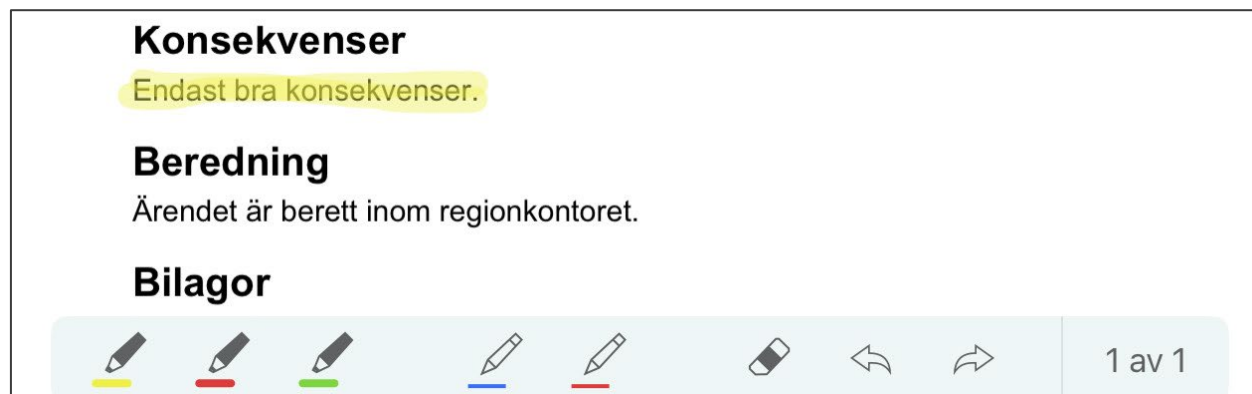 Konsekvenser
Endast bra konsekvenser.
Beredning
Ärendet är berett inom regionkontoret.
Bilagor
1 av 1